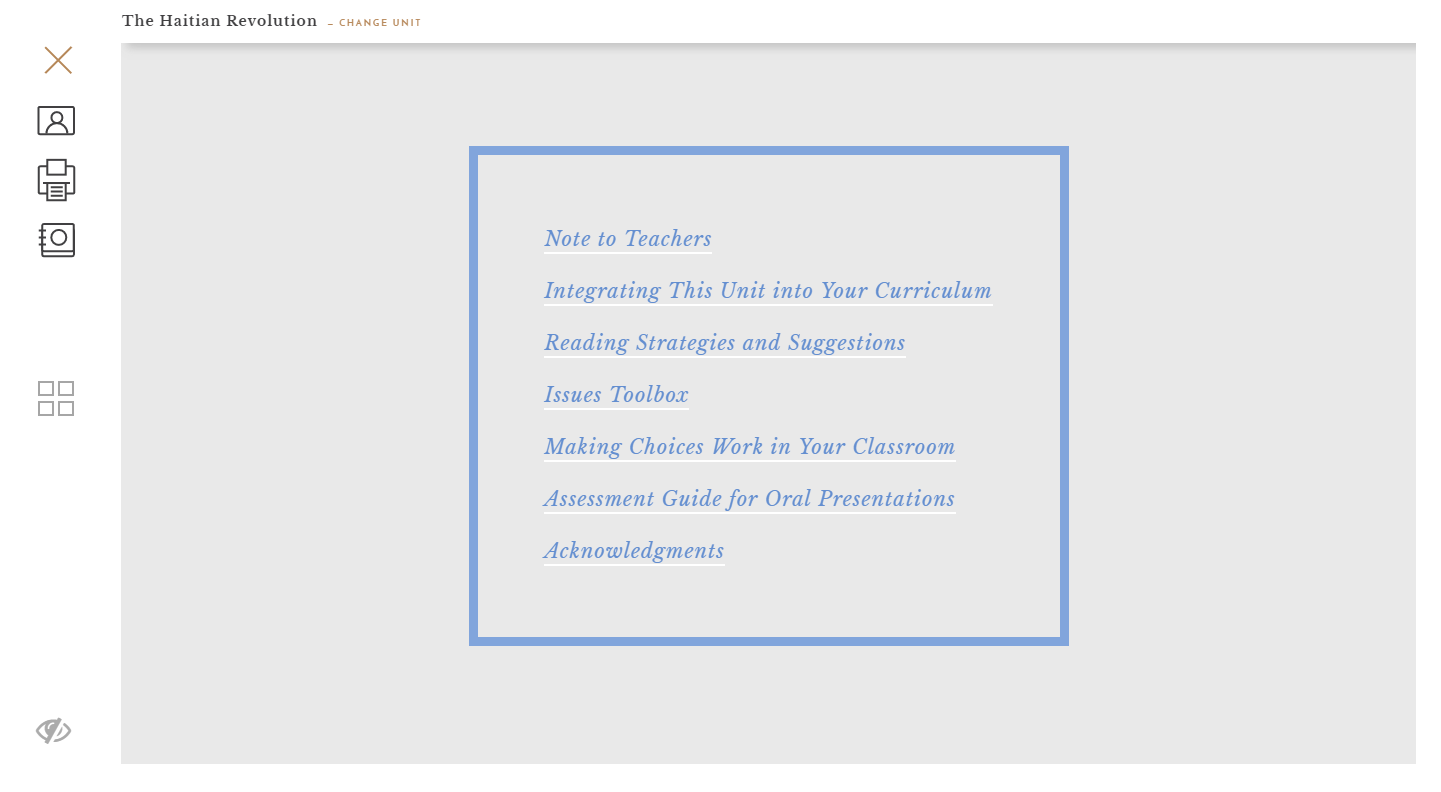 The Haitian Revolution – CHANGE UNIT
Note to Teachers
Integrating This Unit into Your Curriculum
Reading Strategies and Suggestions
Issues Toolbox
Making Choices Work in Your Classroom
Assessment Guide for Oral Presentations
Acknowledgments